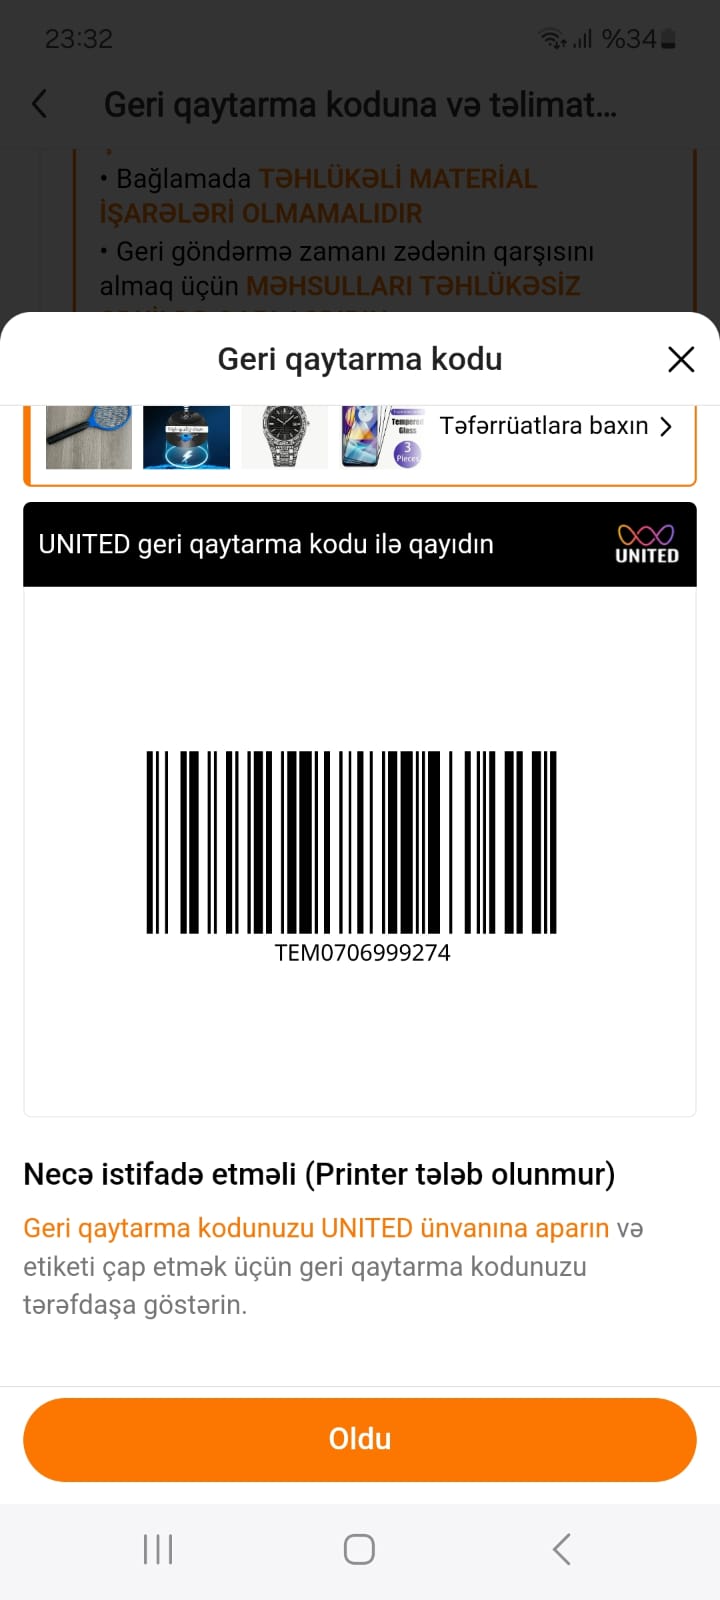 23:32
%34
Geri qaytarma koduna və təlimat...
• Bağlamada TƏHLÜKƏLİ MATERİAL
İŞARƏLƏRİ OLMAMALIDIR
• Geri göndərmə zamanı zədənin qarşısını
almaq üçün MƏHSULLARI TƏHLÜKƏSİZ
Geri qaytarma kodu
Tempered
Glass
3
Pieces
Təfərrüatlara baxın
UNITED geri qaytarma kodu ilə qayıdın
UNITED
TEM0706999274
Necə istifadə etməli (Printer tələb olunmur)
Geri qaytarma kodunuzu UNITED ünvanına aparın və
etiketi çap etmək üçün geri qaytarma kodunuzu
tərəfdaşa göstərin.
Oldu